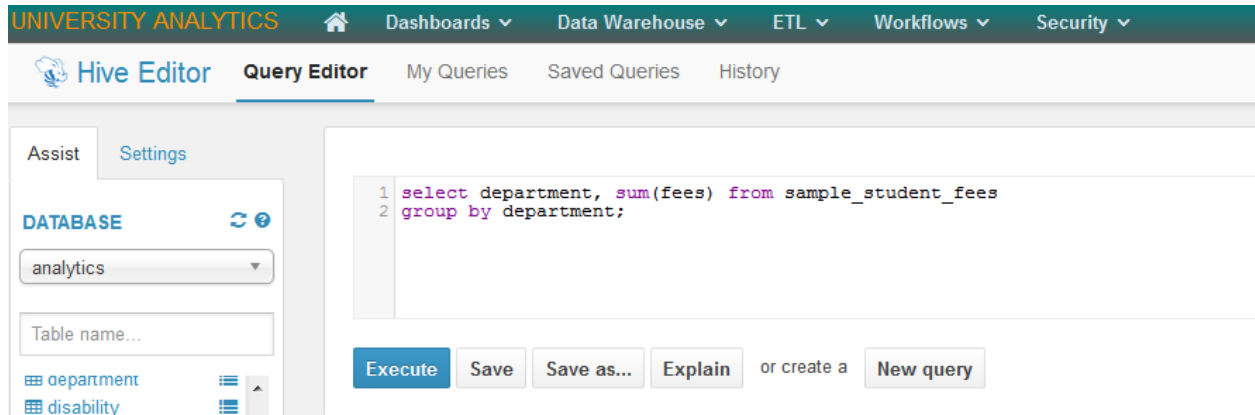 UNIVERSITY ANALYTICS Dashboards Data Warehouse ETL Workflows Security
Hive Editor Query Editor My Queries Saved Queries History
Assist Settings
DATABASE
analytics
Table name...
department
disability
1 select department, sum(fees) from sample_student_fees
2 group by department;
Execute Save Save as... Explain or create a New query